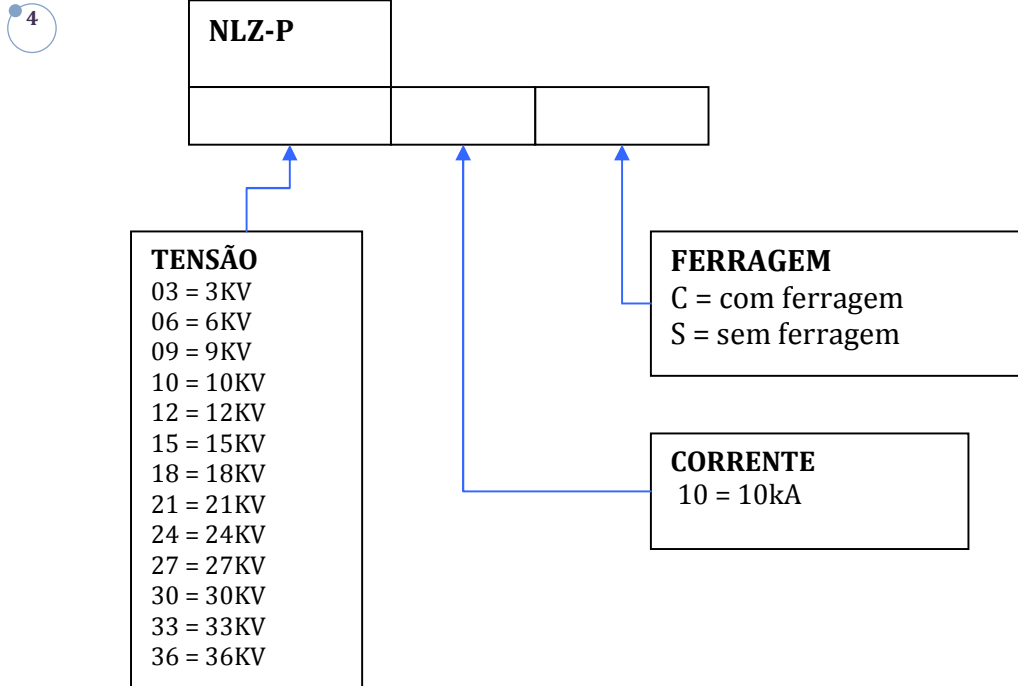 4
NLZ-P
TENSÃO
03 = 3KV
06 = 6KV
09 = 9KV
10 = 10KV
12 = 12KV
15 = 15KV
18 = 18KV
21 = 21KV
24 = 24KV
27 = 27KV
30 = 30KV
33 = 33KV
36 = 36KV
FERRAGEM
C = com ferragem
S = sem ferragem
CORRENTE
10 = 10kA